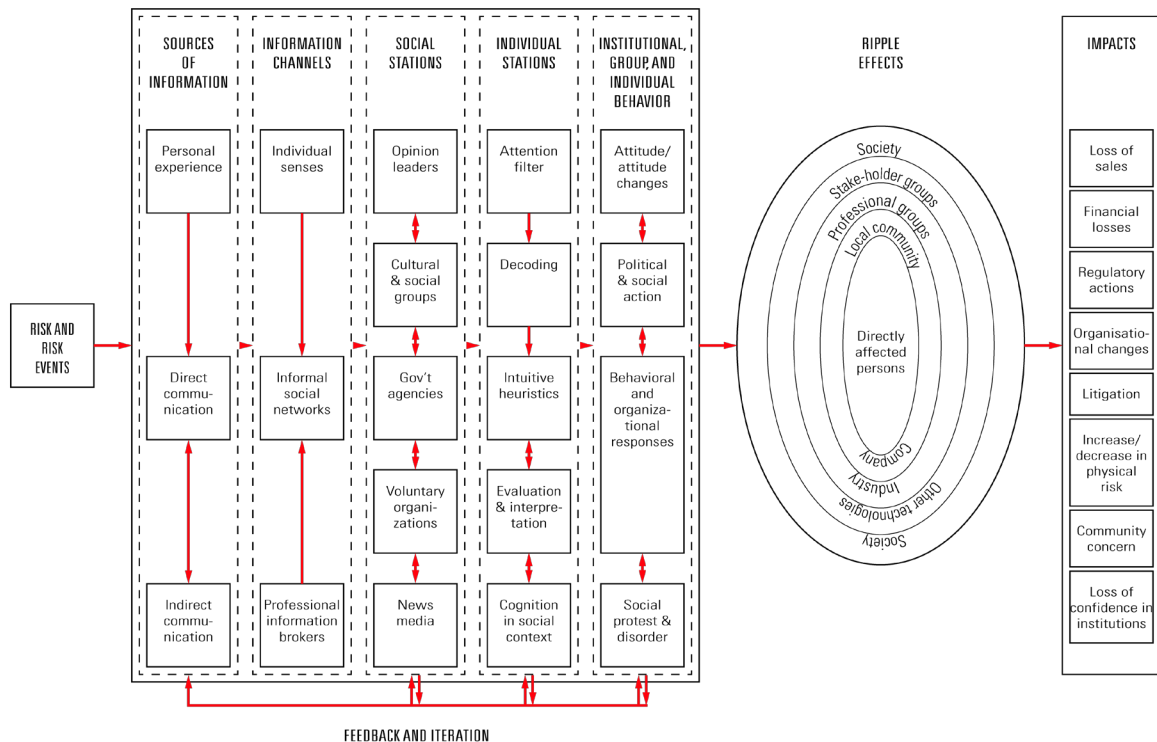 RISK AND
RISK
EVENTS
SOURCES
OF
INFORMATION
Personal
experience
Direct
commu-
nication
Indirect
commu-
nication
INFORMATION
CHANNELS
Individual
senses
Informal
social
networks
Professional
information
brokers
SOCIAL
STATIONS
Opinion
leaders
Cultural
& social
groups
Gov't
agencies
Voluntary
organi-
zations
News
media
INDIVIDUAL
STATIONS
Attention
filter
Decoding
Intuitive
heuristics
Evaluation
& interpre-
tation
Cognition
in social
context
INSTITUTIONAL,
GROUP, AND
INDIVIDUAL
BEHAVIOR
Attitude/
attitude
changes
Political
& social
action
Behavioral
and
organiza-
tional
responses
Social
protest &
disorder
FEEDBACK AND ITERATION
RIPPLE
EFFECTS
Society
Stake-holder groups
Professional groups
Local community
Directly
affected
persons
Company
Industry
Other technologies
Society
IMPACTS
Loss of
sales
Financial
losses
Regulatory
actions
Organisatio-
nal changes
Litigation
Increase/
decrease in
physical
risk
Community
concern
Loss of
confidence in
institutions